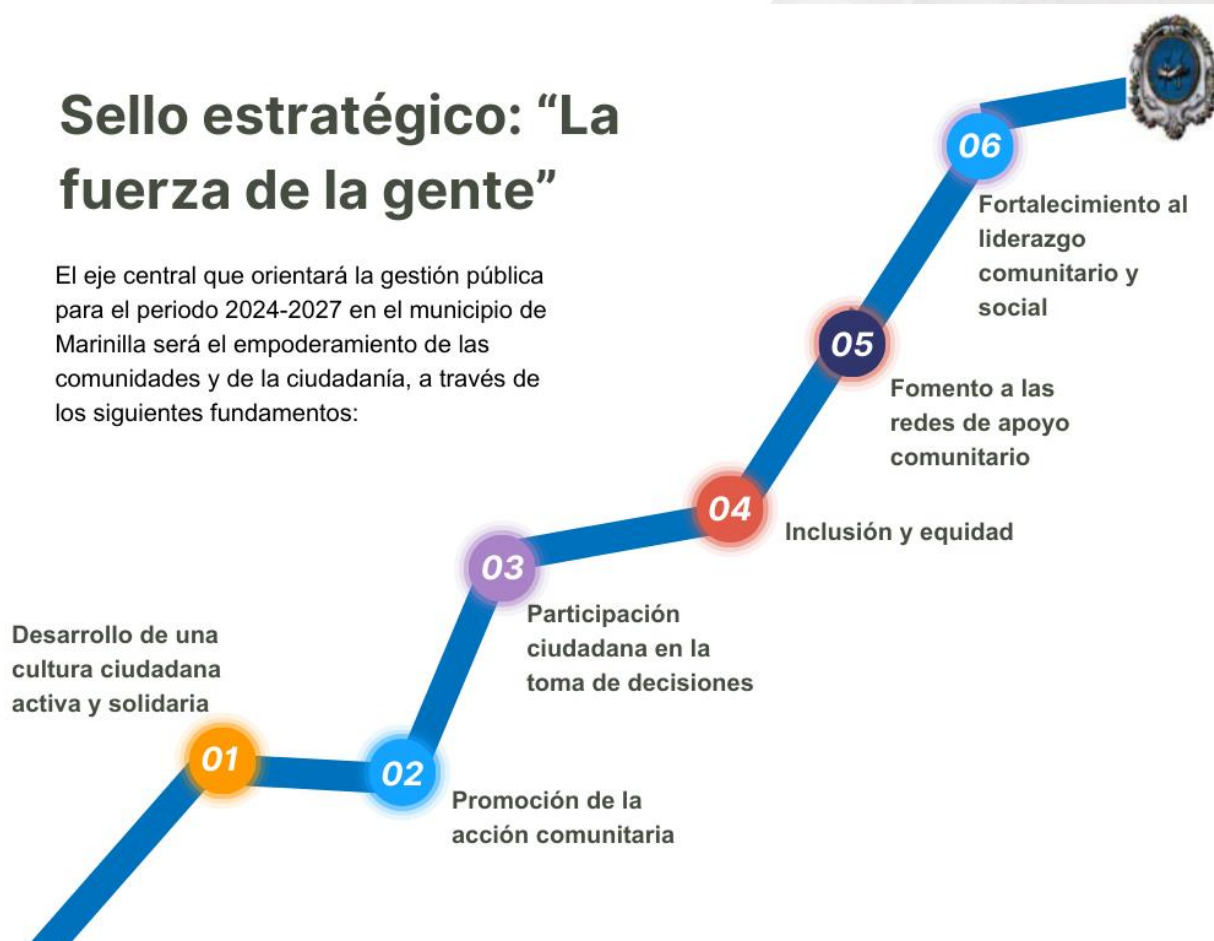 Sello estratégico: “La
fuerza de la gente”
El eje central que orientará la gestión pública
para el periodo 2024-2027 en el municipio de
Marinilla será el empoderamiento de las
comunidades y de la ciudadanía, a través de
los siguientes fundamentos:
01
Desarrollo de una
cultura ciudadana
activa y solidaria
02
Promoción de la
acción comunitaria
03
Participación
ciudadana en la
toma de decisiones
04
Inclusión y equidad
05
Fomento a las
redes de apoyo
comunitario
06
Fortalecimiento al
liderazgo
comunitario y
social